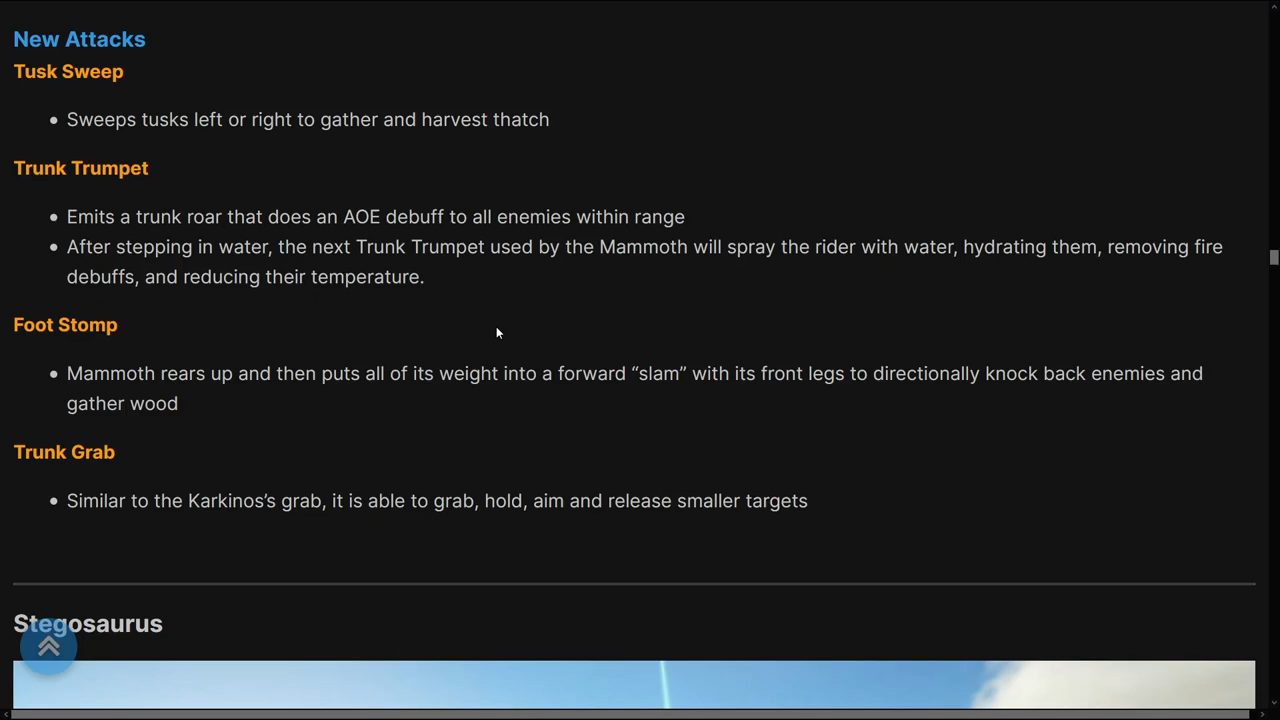 New Attacks
Tusk Sweep
Sweeps tusks left or right to gather and harvest thatch
Trunk Trumpet
Emits a trunk roar that does an AOE debuff to all enemies within range
After stepping in water, the next Trunk Trumpet used by the Mammoth will spray the rider with water, hydrating them, removing fire
debuffs, and reducing their temperature.
Foot Stomp
Mammoth rears up and then puts all of its weight into a forward “slam” with its front legs to directionally knock back enemies and
gather wood
Trunk Grab
Similar to the Karkinos’s grab, it is able to grab, hold, aim and release smaller targets
Stegosaurus